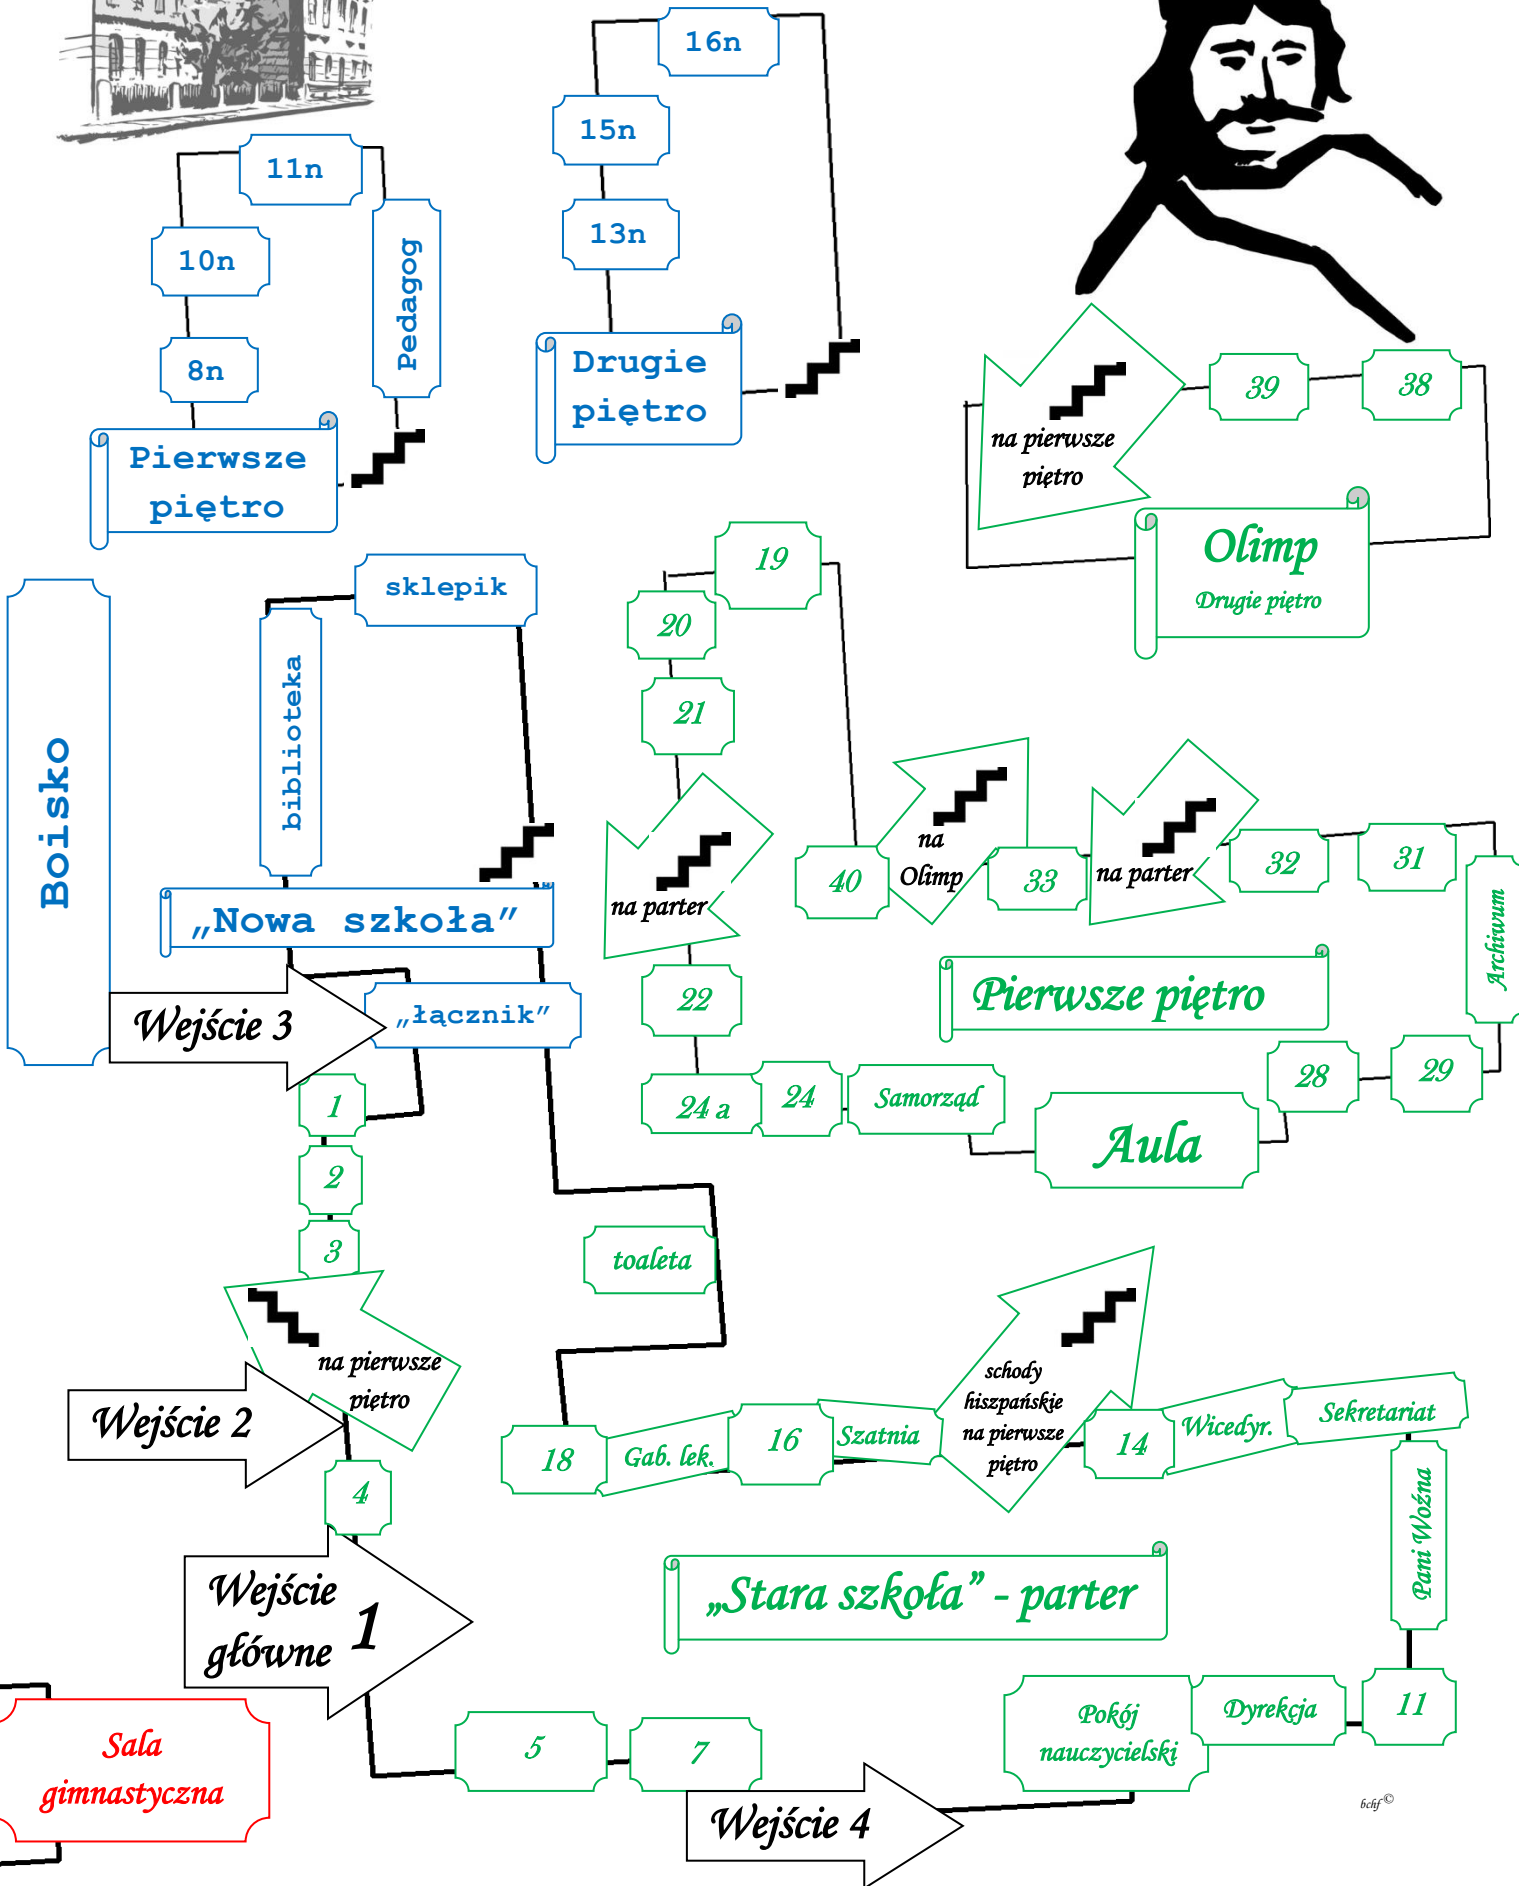 16n
15n
13n
Drugie
piętro
11n
10n
8n
Pedagog
Pierwsze
piętro
na pierwsze
piętro
39
38
Olimp
Drugie piętro
Boisko
sklepik
biblioteka
„Nowa szkoła”
„łącznik”
Wejście 3
19
20
21
na parter
22
24 a
24
Samorząd
Aula
28
29
Archiwum
31
32
na parter
33
na
Olimp
40
Pierwsze piętro
1
2
3
na pierwsze
piętro
Wejście 2
4
Wejście
główne 1
toaleta
18
Gab. lek.
16
Szatnia
schody
hiszpańskie
na pierwsze
piętro
14
Wicedyr.
Sekretariat
Pani Woźna
„Stara szkoła” - parter
11
Dyrekcja
Pokój
nauczycielski
5
7
Wejście 4
Sala
gimnastyczna
bchf ©